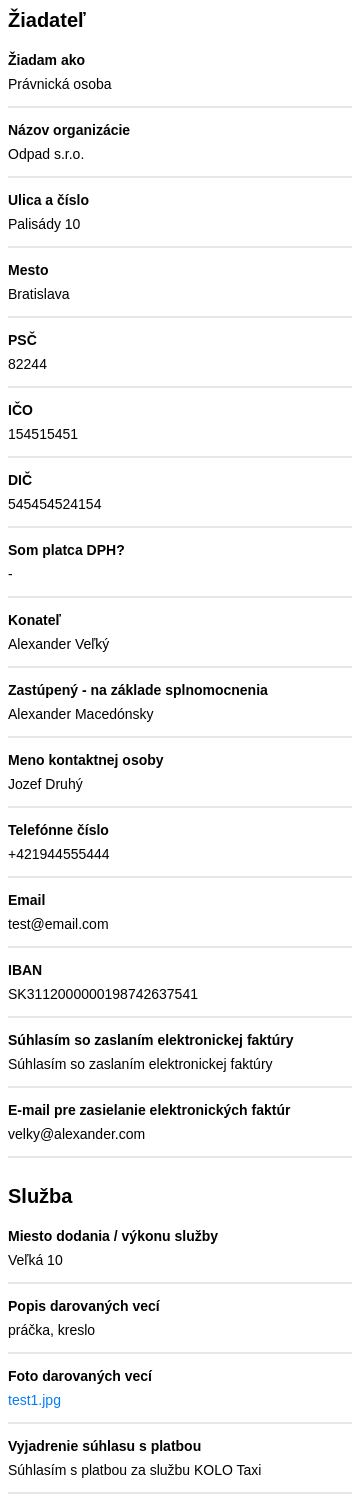 Žiadateľ
Žiadam ako
Právnická osoba
Názov organizácie
Odpad s.r.o.
Ulica a číslo
Palisády 10
Mesto
Bratislava
PSČ
82244
IČO
154515451
DIČ
545454524154
Som platca DPH?
-
Konateľ
Alexander Veľký
Zastúpený - na základe splnomocnenia
Alexander Macedónsky
Meno kontaktnej osoby
Jozef Druhý
Telefónne číslo
+421944555444
Email
test@email.com
IBAN
SK3112000000198742637541
Súhlasím so zaslaním elektronickej faktúry
Súhlasím so zaslaním elektronickej faktúry
E-mail pre zasielanie elektronických faktúr
velky@alexander.com
Služba
Miesto dodania / výkonu služby
Veľká 10
Popis darovaných vecí
práčka, kreslo
Foto darovaných vecí
test1.jpg
Vyjadrenie súhlasu s platbou
Súhlasím s platbou za službu KOLO Taxi